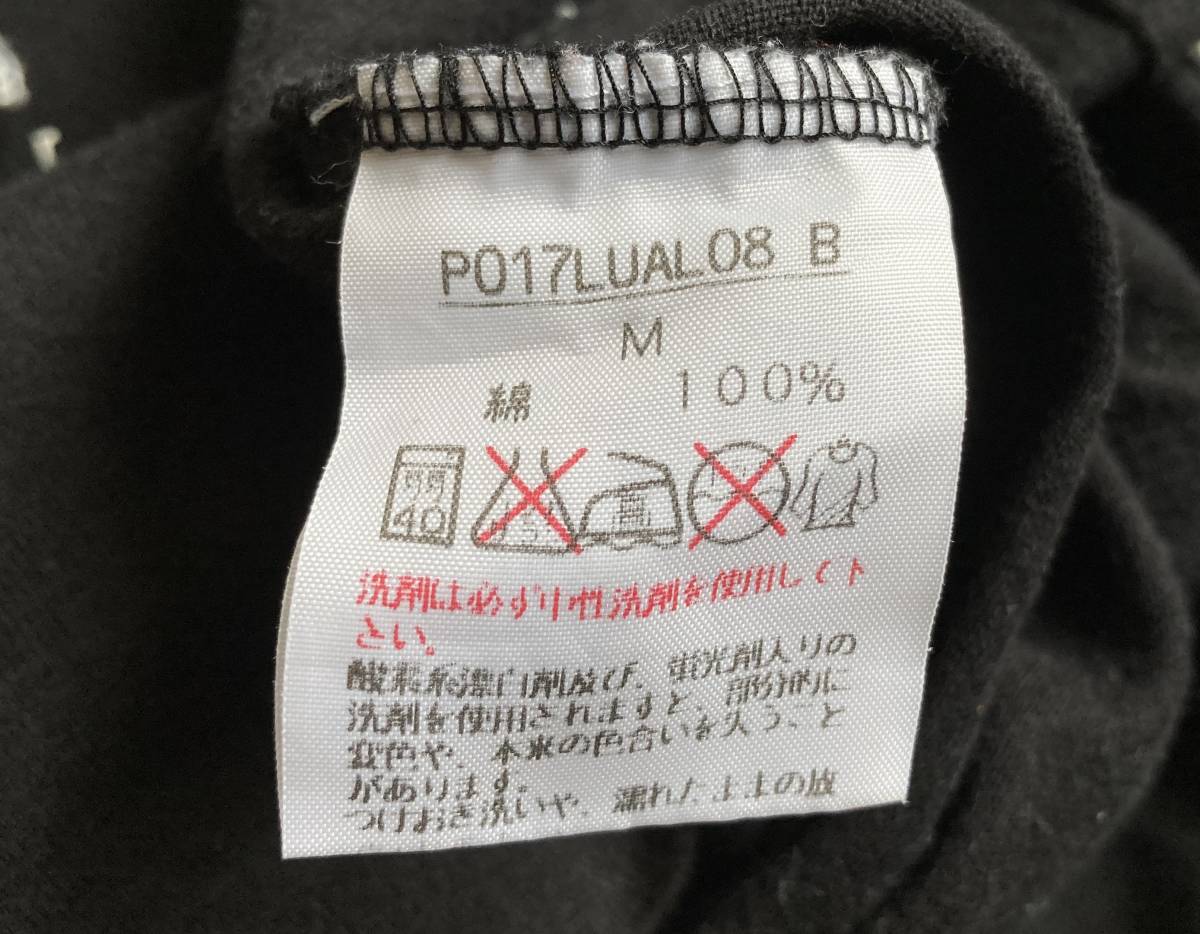 P017LUAL08 B
M
綿 100%
40
洗剤は必ず中性洗剤を使用して下
さい。
酸素系漂白剤及び、蛍光剤入りの
洗剤を使用されますと、部分的に
変色や、本来の色合いを失うこと
があります。
つけおき洗いや、濡れたままの放